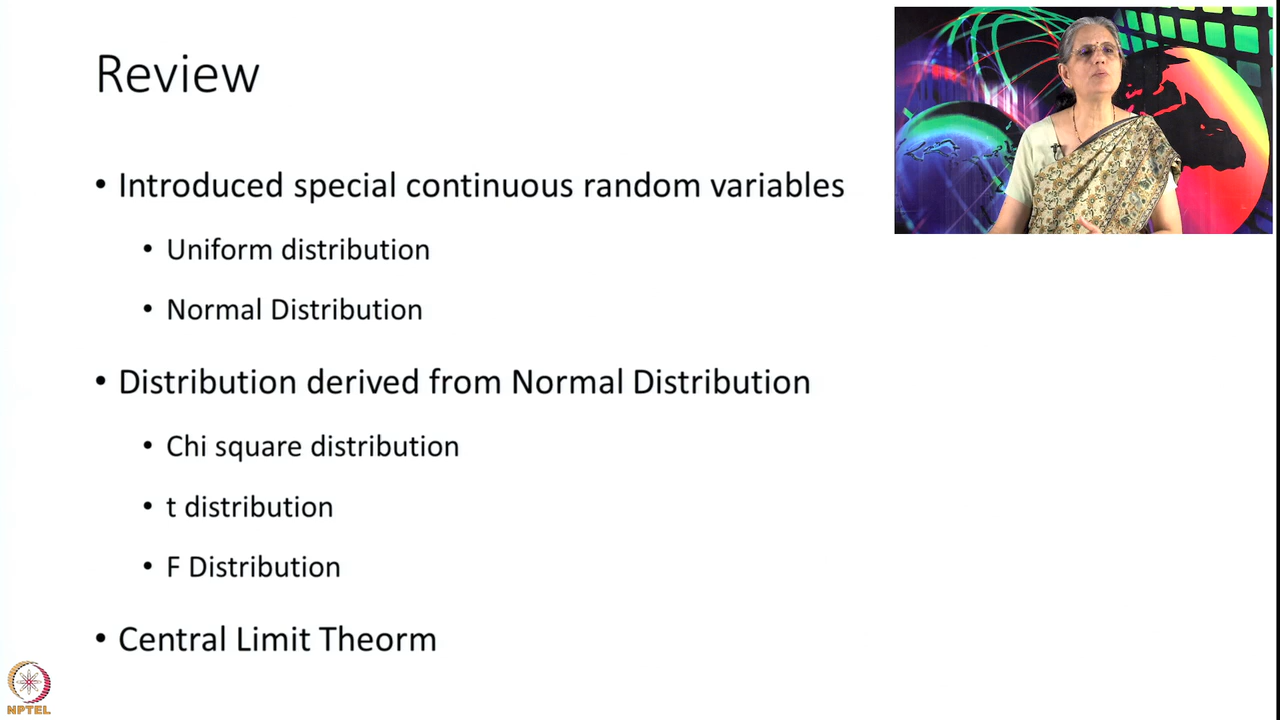 Review
• Introduced special continuous random variables
• Uniform distribution
• Normal Distribution
• Distribution derived from Normal Distribution
• Chi square distribution
• t distribution
• F Distribution
• Central Limit Theorm
NPTEL